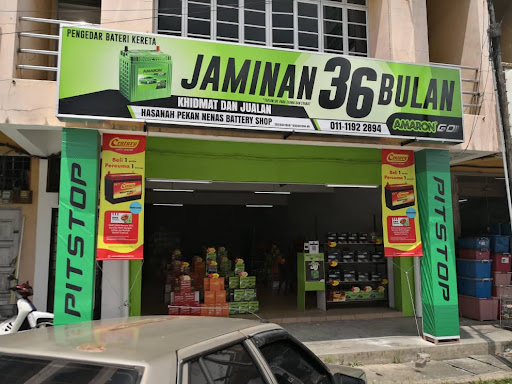 PENGEDAR BATERI KERETA
AMARON
JAMINAN 36 BULAN
KHIDMAT DAN JUALAN
HASANAH PEKAN NENAS BATTERY SHOP
011-1192 2894
AMARON GO!
Century
Beli 1
Percuma 1
Century
Beli 1
Percuma 1
PITSTOP
PITSTOP